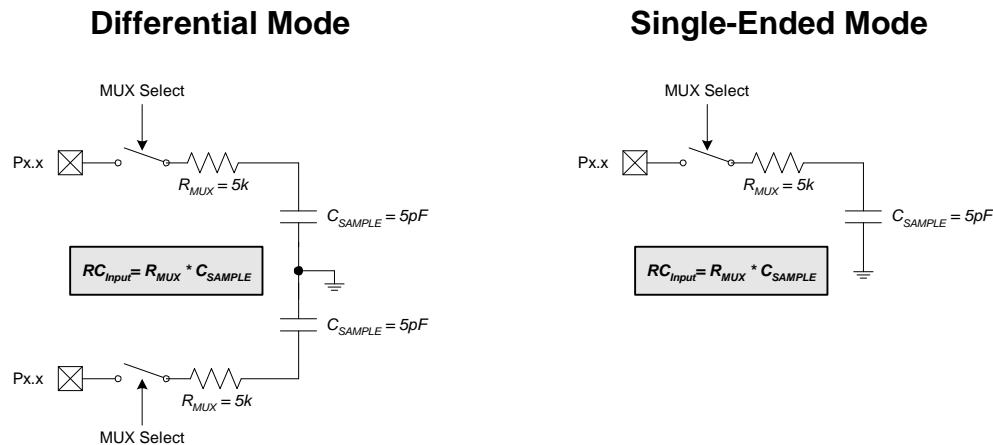 Differential Mode
MUX Select
Px.x
R_MUX = 5k
C_SAMPLE = 5pF
RC_Input= R_MUX * C_SAMPLE
C_SAMPLE = 5pF
Px.x
R_MUX = 5k
MUX Select
Single-Ended Mode
MUX Select
Px.x
R_MUX = 5k
C_SAMPLE = 5pF
RC_Input= R_MUX * C_SAMPLE